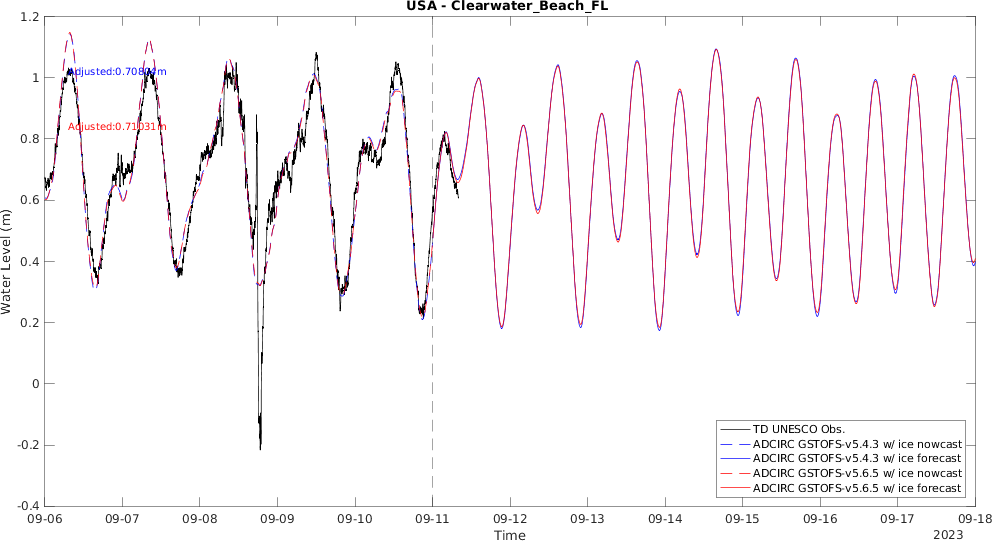 USA - Clearwater_Beach_FL
1.2
1
0.8
0.6
0.4
0.2
0
-0.2
-0.4
Water Level (m)
Adjusted:0.71031m
TD UNESCO Obs.
ADCIRC GSTOFS-v5.4.3 w/ ice nowcast
ADCIRC GSTOFS-v5.4.3 w/ ice forecast
ADCIRC GSTOFS-v5.6.5 w/ ice nowcast
ADCIRC GSTOFS-v5.6.5 w/ ice forecast
09-06 09-07 09-08 09-09 09-10 09-11 09-12 09-13 09-14 09-15 09-16 09-17 09-18
Time
2023